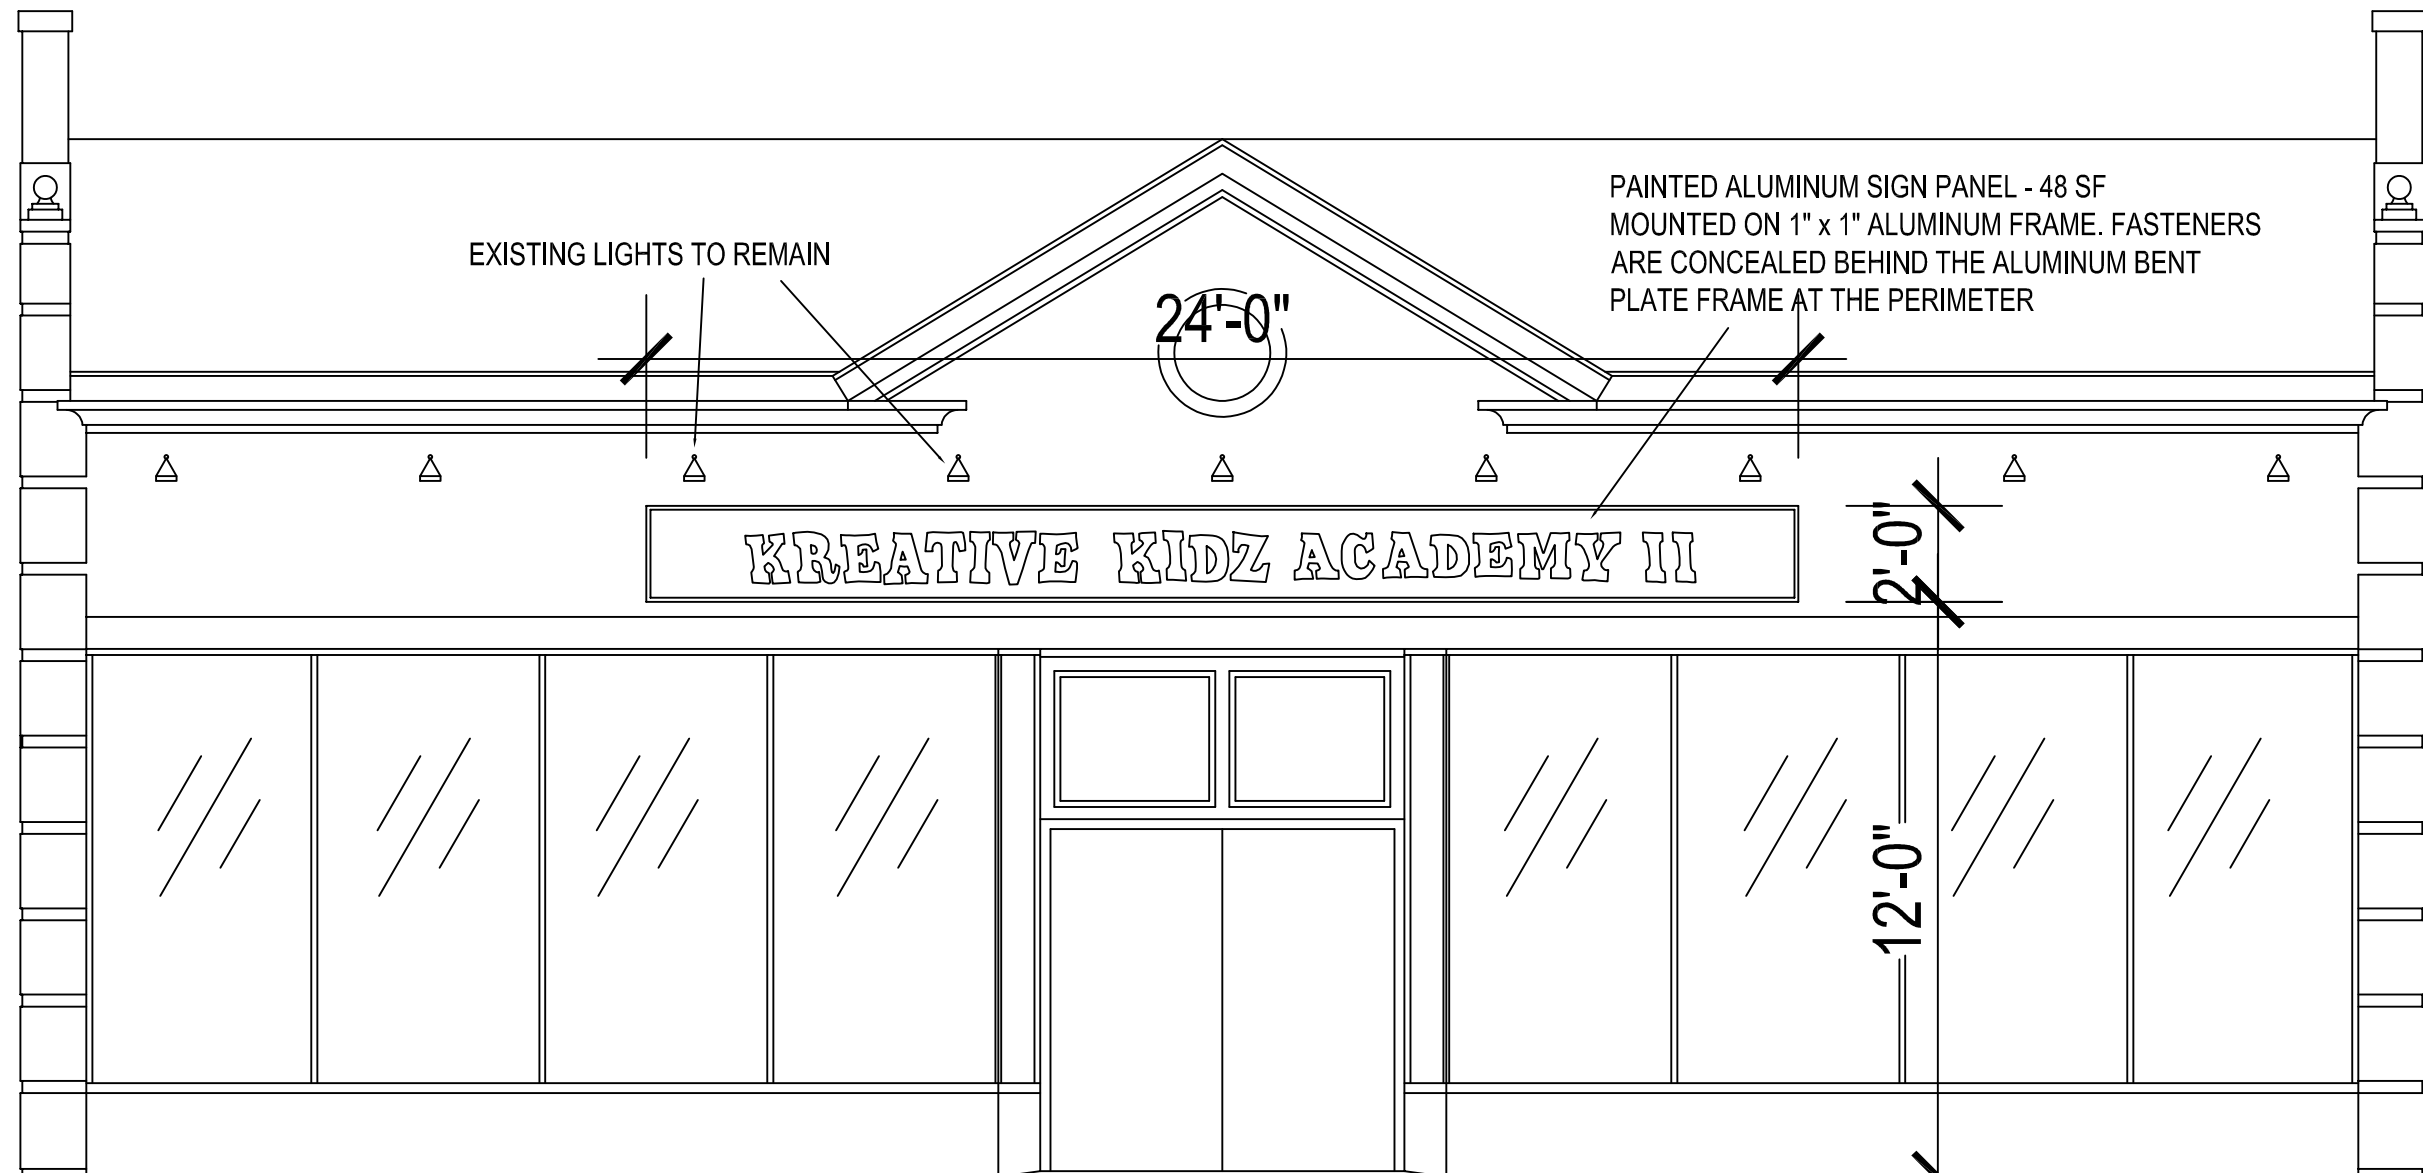 PAINTED ALUMINUM SIGN PANEL - 48 SF
MOUNTED ON 1" x 1" ALUMINUM FRAME. FASTENERS
ARE CONCEALED BEHIND THE ALUMINUM BENT
PLATE FRAME AT THE PERIMETER
EXISTING LIGHTS TO REMAIN
24'-0"
KREATIVE KIDZ ACADEMY II
2'-0"
12'-0"